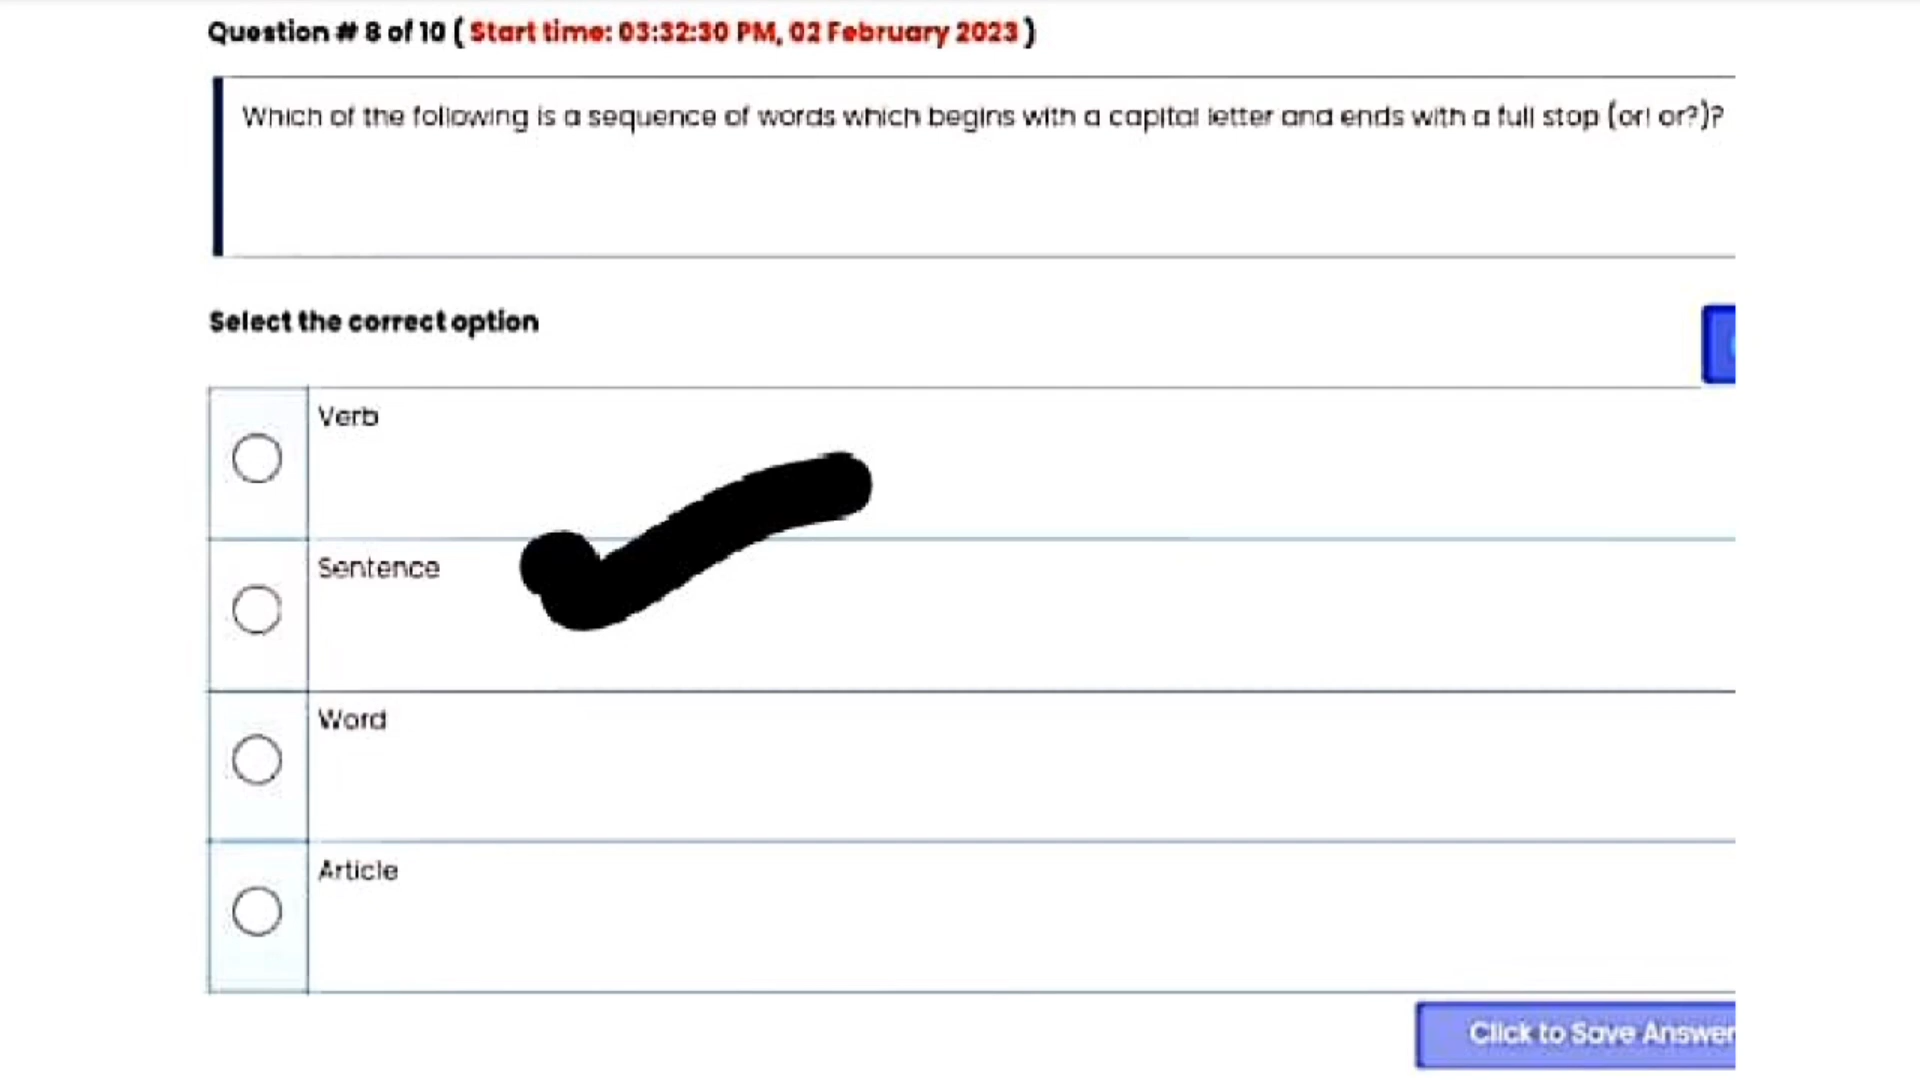 Question # 8 of 10 ( Start time: 03:32:30 PM, 02 February 2023 )
Which of the following is a sequence of words which begins with a capital letter and ends with a full stop (or! or?)?
Select the correct option
Verb
Sentence
Word
Article
Click to Save Answer